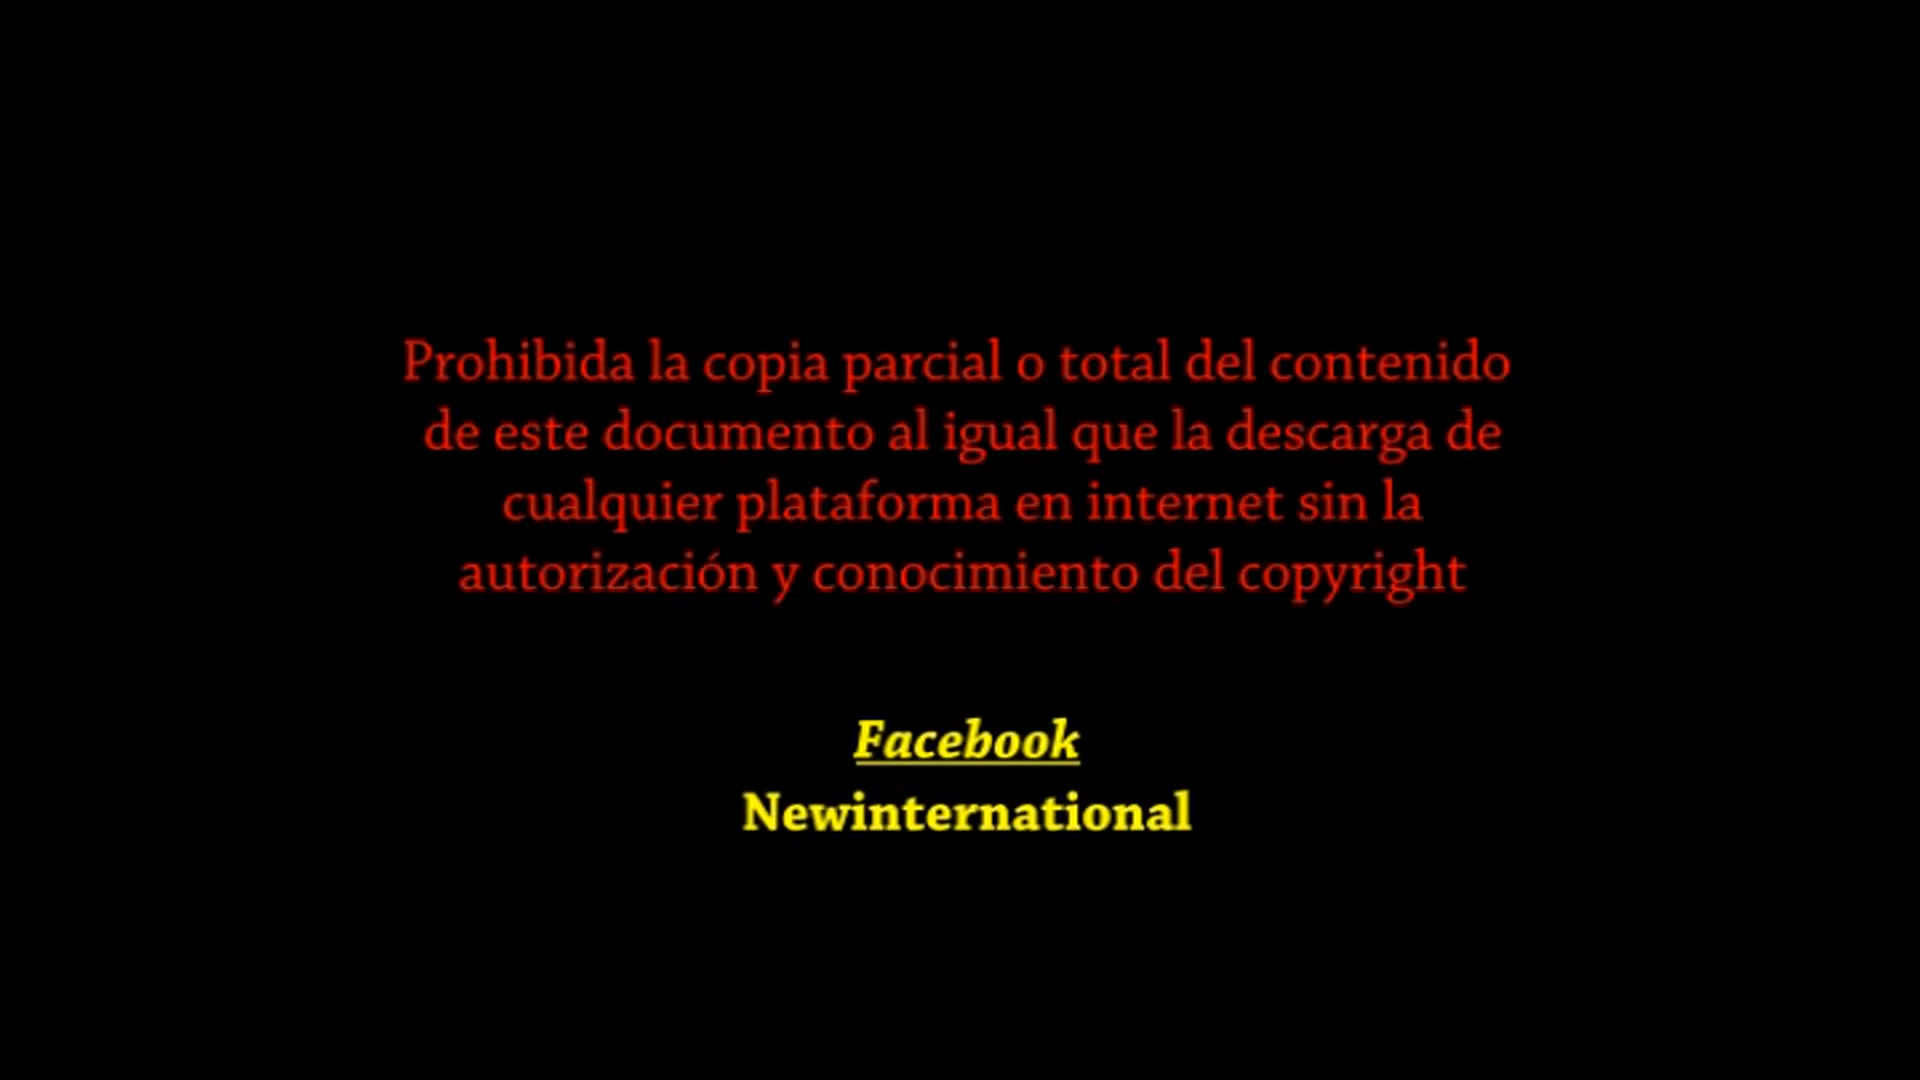 Prohibida la copia parcial o total del contenido
de este documento al igual que la descarga de
cualquier plataforma en internet sin la
autorización y conocimiento del copyright
Facebook
Newinternational